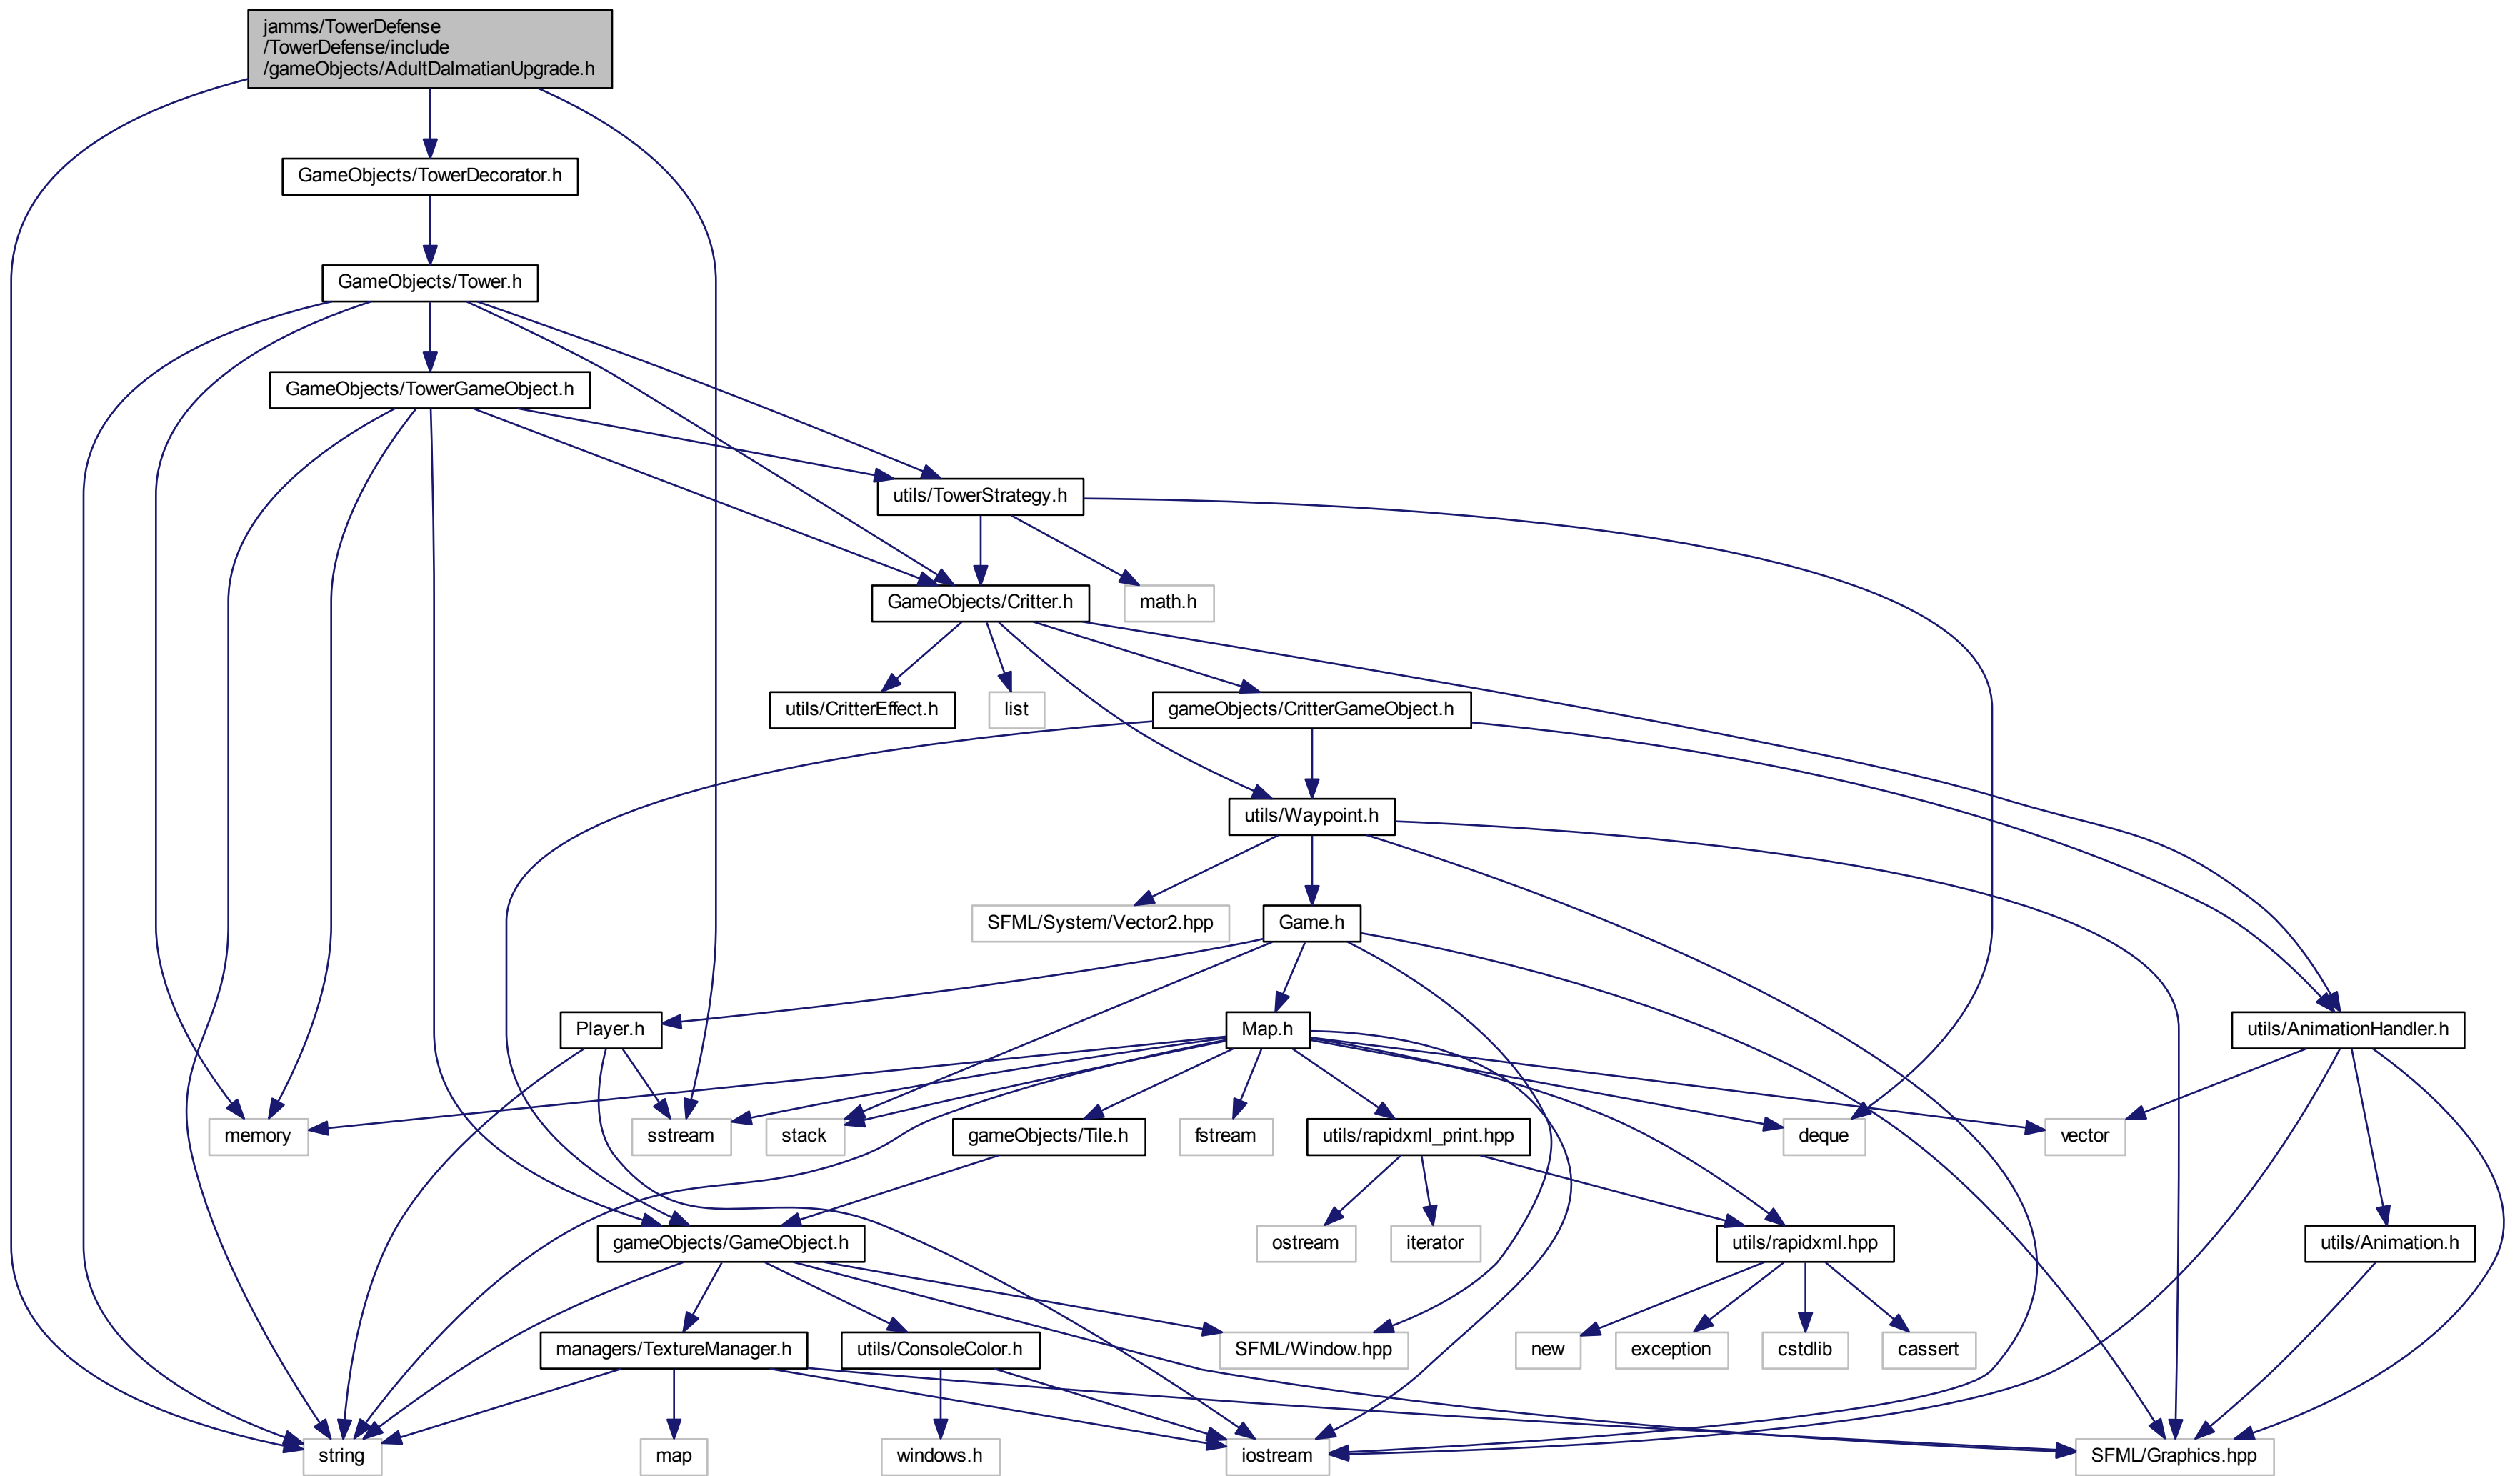 jamms/TowerDefense
/TowerDefense/include
/gameObjects/AdultDalmatianUpgrade.h
GameObjects/TowerDecorator.h
GameObjects/Tower.h
GameObjects/TowerGameObject.h
utils/TowerStrategy.h
GameObjects/Critter.h
math.h
utils/CritterEffect.h
list
gameObjects/CritterGameObject.h
utils/Waypoint.h
SFML/System/Vector2.hpp
Game.h
Player.h
Map.h
utils/AnimationHandler.h
memory
sstream
stack
gameObjects/Tile.h
fstream
utils/rapidxml_print.hpp
deque
vector
gameObjects/GameObject.h
ostream
iterator
utils/rapidxml.hpp
utils/Animation.h
managers/TextureManager.h
utils/ConsoleColor.h
SFML/Window.hpp
new
exception
cstdlib
cassert
string
map
windows.h
iostream
SFML/Graphics.hpp